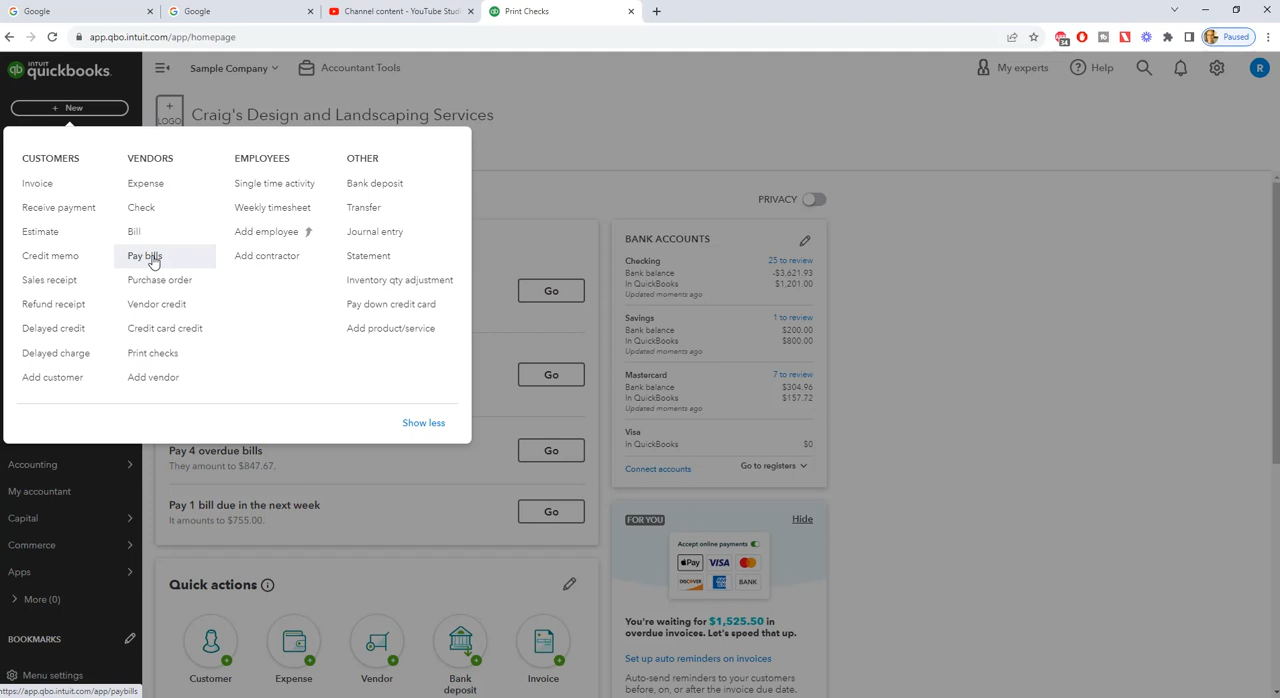 Google
Google
Channel content - YouTube Studi
Print Checks
app.qbo.intuit.com/app/homepage
34
Paused
INTUIT
quickbooks.
Sample Company
Accountant Tools
My experts
Help
R
+ New
+
LOGO
Craig's Design and Landscaping Services
CUSTOMERS
Invoice
Receive payment
Estimate
Credit memo
Sales receipt
Refund receipt
Delayed credit
Delayed charge
Add customer
VENDORS
Expense
Check
Bill
Pay bills
Purchase order
Vendor credit
Credit card credit
Print checks
Add vendor
EMPLOYEES
Single time activity
Weekly timesheet
Add employee
Add contractor
OTHER
Bank deposit
Transfer
Journal entry
Statement
Inventory qty adjustment
Pay down credit card
Add product/service
Show less
Accounting
My accountant
Capital
Commerce
Apps
More (0)
BOOKMARKS
Menu settings
https://app.qbo.intuit.com/app/paybills
Go
Go
Pay 4 overdue bills
They amount to $847.67.
Go
Pay 1 bill due in the next week
It amounts to $755.00.
Go
Quick actions
Customer
Expense
Vendor
Bank
deposit
Invoice
PRIVACY
BANK ACCOUNTS
Checking
25 to review
Bank balance
-$3,621.93
In QuickBooks
$1,201.00
Updated moments ago
Savings
1 to review
Bank balance
$200.00
In QuickBooks
$800.00
Updated moments ago
Mastercard
7 to review
Bank balance
$304.96
In QuickBooks
$157.72
Updated moments ago
Visa
In QuickBooks
$0
Connect accounts
Go to registers
FOR YOU
Hide
Accept online payments
Pay
VISA
DISCOVER
BANK
You're waiting for $1,525.50 in
overdue invoices. Let's speed that up.
Set up auto reminders on invoices
Auto-send reminders to your customers
before, on, or after the invoice due date.